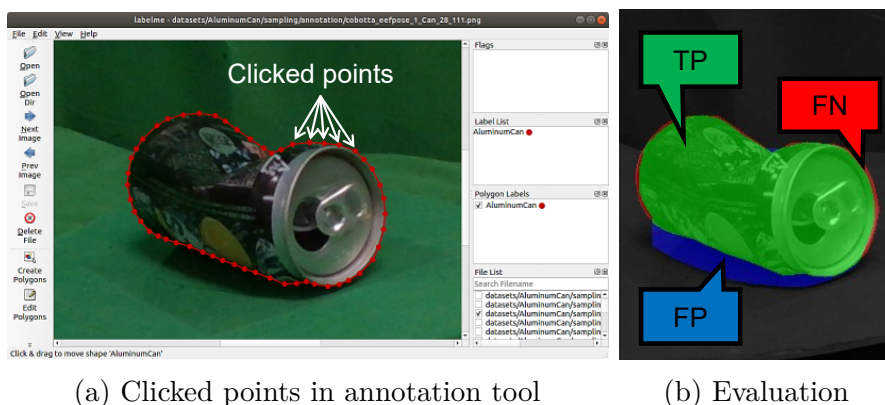 labelme - datasets/AluminumCan/sampling/annotation/cobotta_eefpose_1_Can_28_111.png
File Edit View Help
Open
Open
Dir
Next
Image
Prev
Image
Save
Delete
File
Create
Polygons
Edit
Polygons
Clicked points
Flags
Label List
AluminumCan
Polygon Labels
AluminumCan
File List
Search Filename
datasets/AluminumCan/samplin
datasets/AluminumCan/samplin
datasets/AluminumCan/samplin
datasets/AluminumCan/samplin
datasets/AluminumCan/samplin
Click & drag to move shape 'AluminumCan'
TP
FN
FP
(a) Clicked points in annotation tool
(b) Evaluation